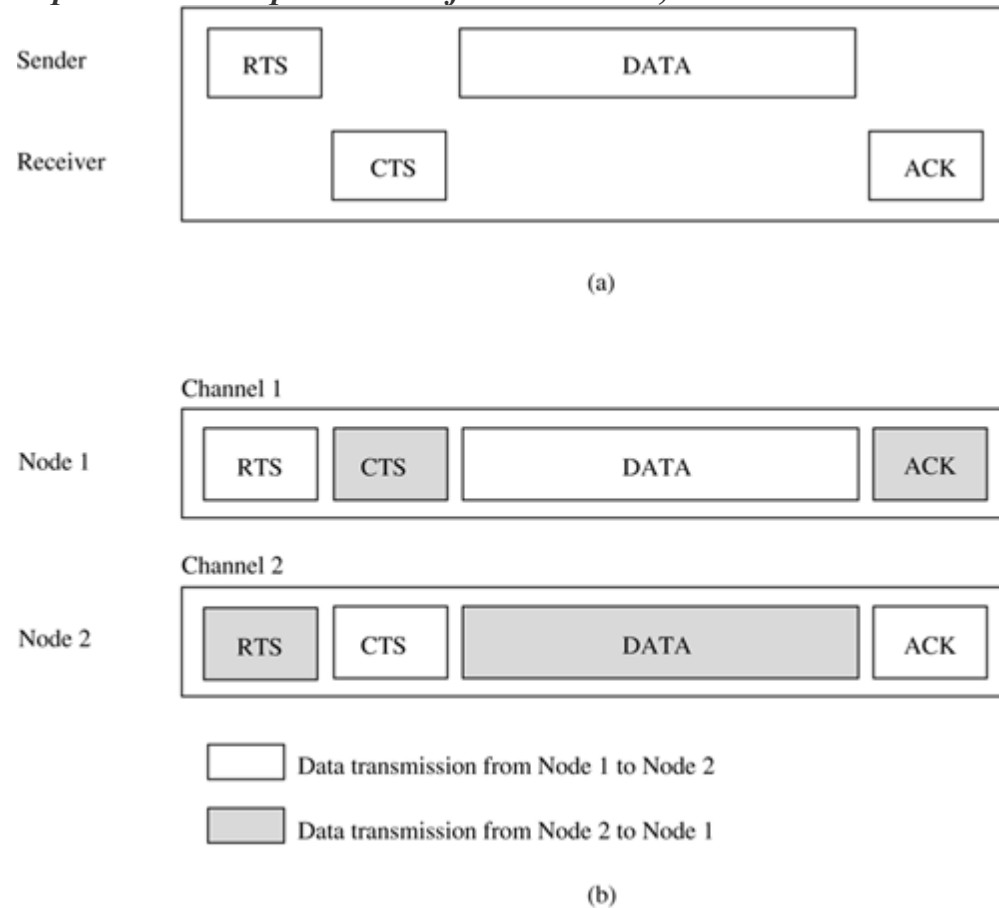 Sender RTS DATA
Receiver CTS ACK
(a)
Channel 1
Node 1 RTS CTS DATA ACK
Channel 2
Node 2 RTS CTS DATA ACK
Data transmission from Node 1 to Node 2
Data transmission from Node 2 to Node 1
(b)